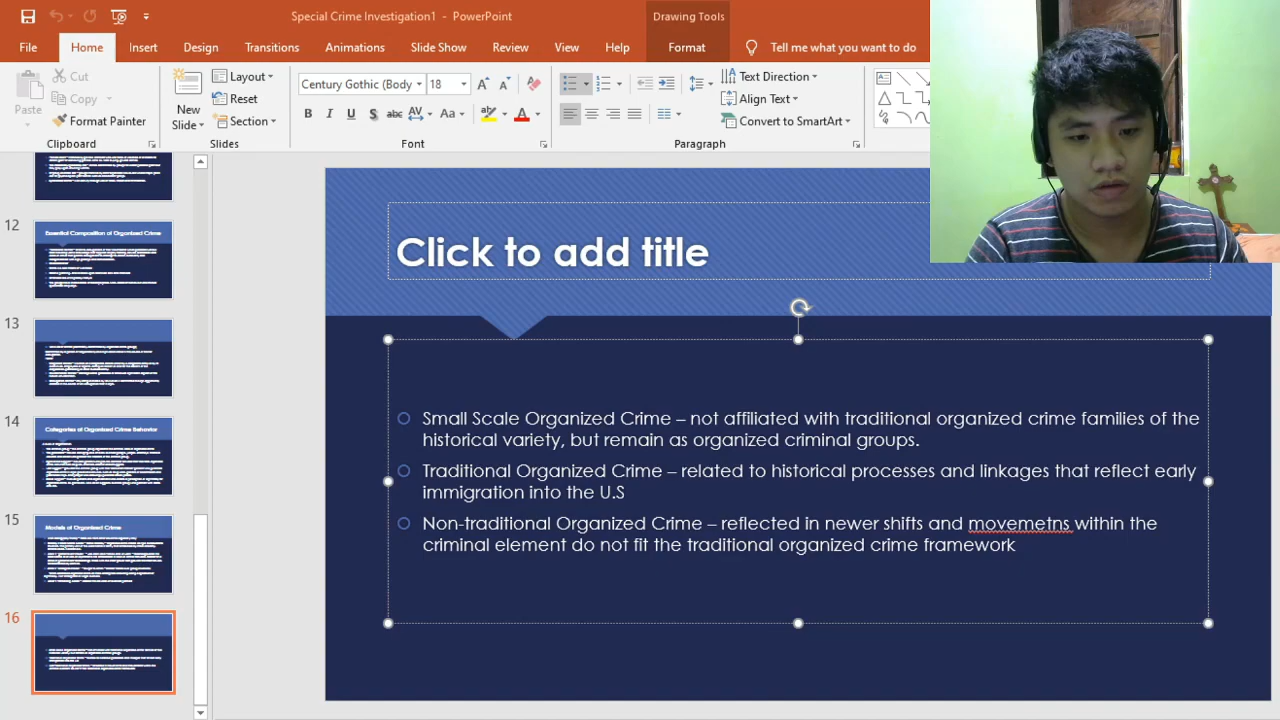 Special Crime Investigation1 - PowerPoint
Drawing Tools
File Home Insert Design Transitions Animations Slide Show Review View Help Format Tell me what you want to do
Paste
Cut
Copy
Format Painter
Clipboard
New
Slide
Layout
Reset
Section
Slides
Century Gothic (Body 18
B I U S abc AV Aa A
Font
Text Direction
Align Text
Convert to SmartArt
Paragraph
12
Essential Composition of Organized Crime
13
14
Categories of Organized Crime Behavior
15
Models of Organized Crime
16
Click to add title
Small Scale Organized Crime – not affiliated with traditional organized crime families of the
historical variety, but remain as organized criminal groups.
Traditional Organized Crime – related to historical processes and linkages that reflect early
immigration into the U.S
Non-traditional Organized Crime – reflected in newer shifts and movemetns within the
criminal element do not fit the traditional organized crime framework